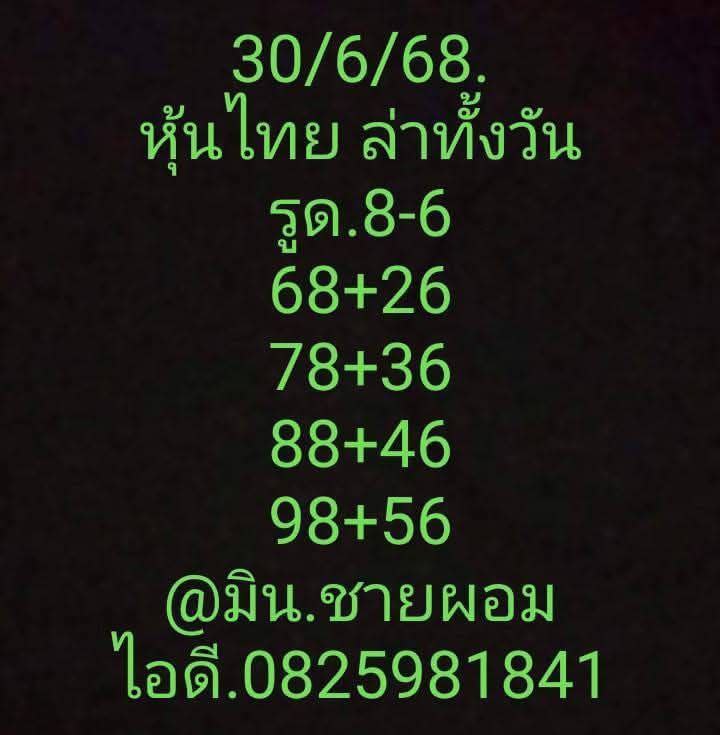 30/6/68.
หุ้นไทย ล่าทั้งวัน
รูด.8-6
68+26
78+36
88+46
98+56
@มิน.ชายผอม
ไอดี.0825981841